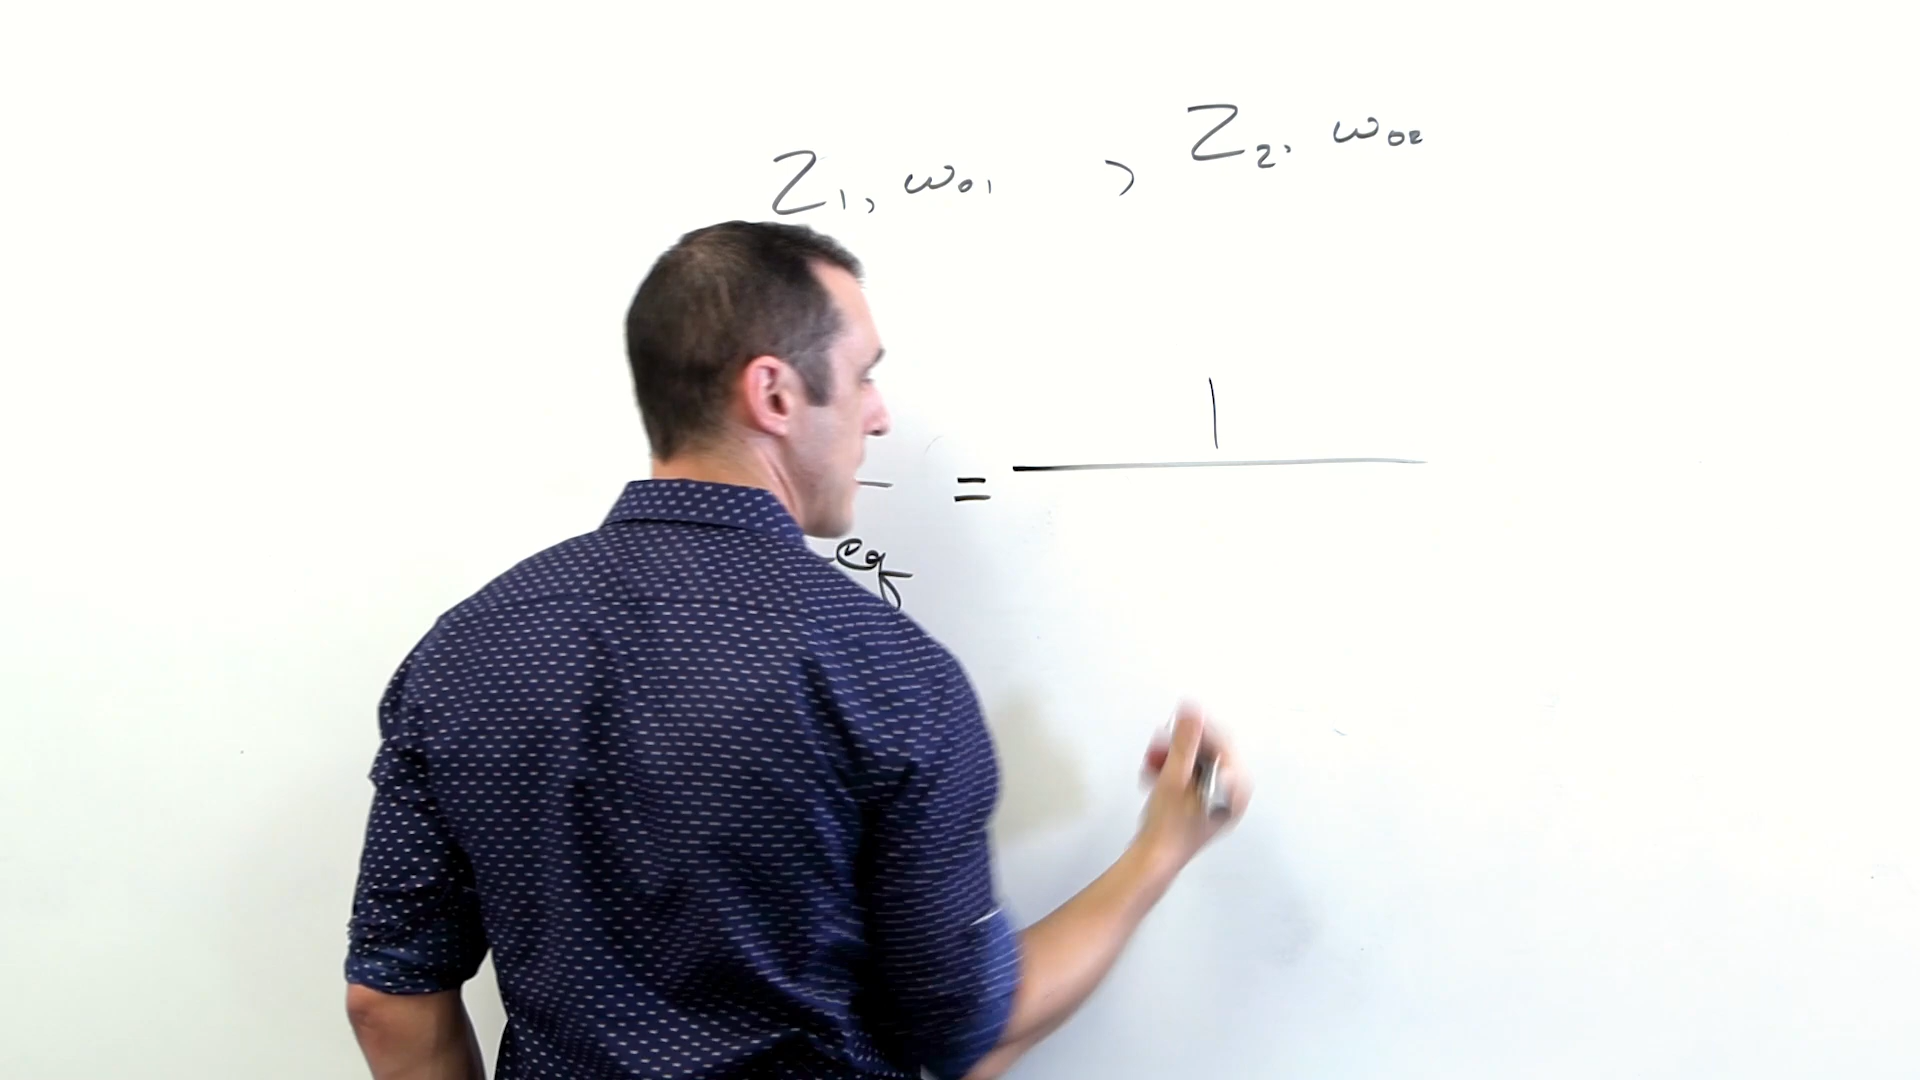 Z₁, ω₀₁ , Z₂, ω₀₂
1
=
eq